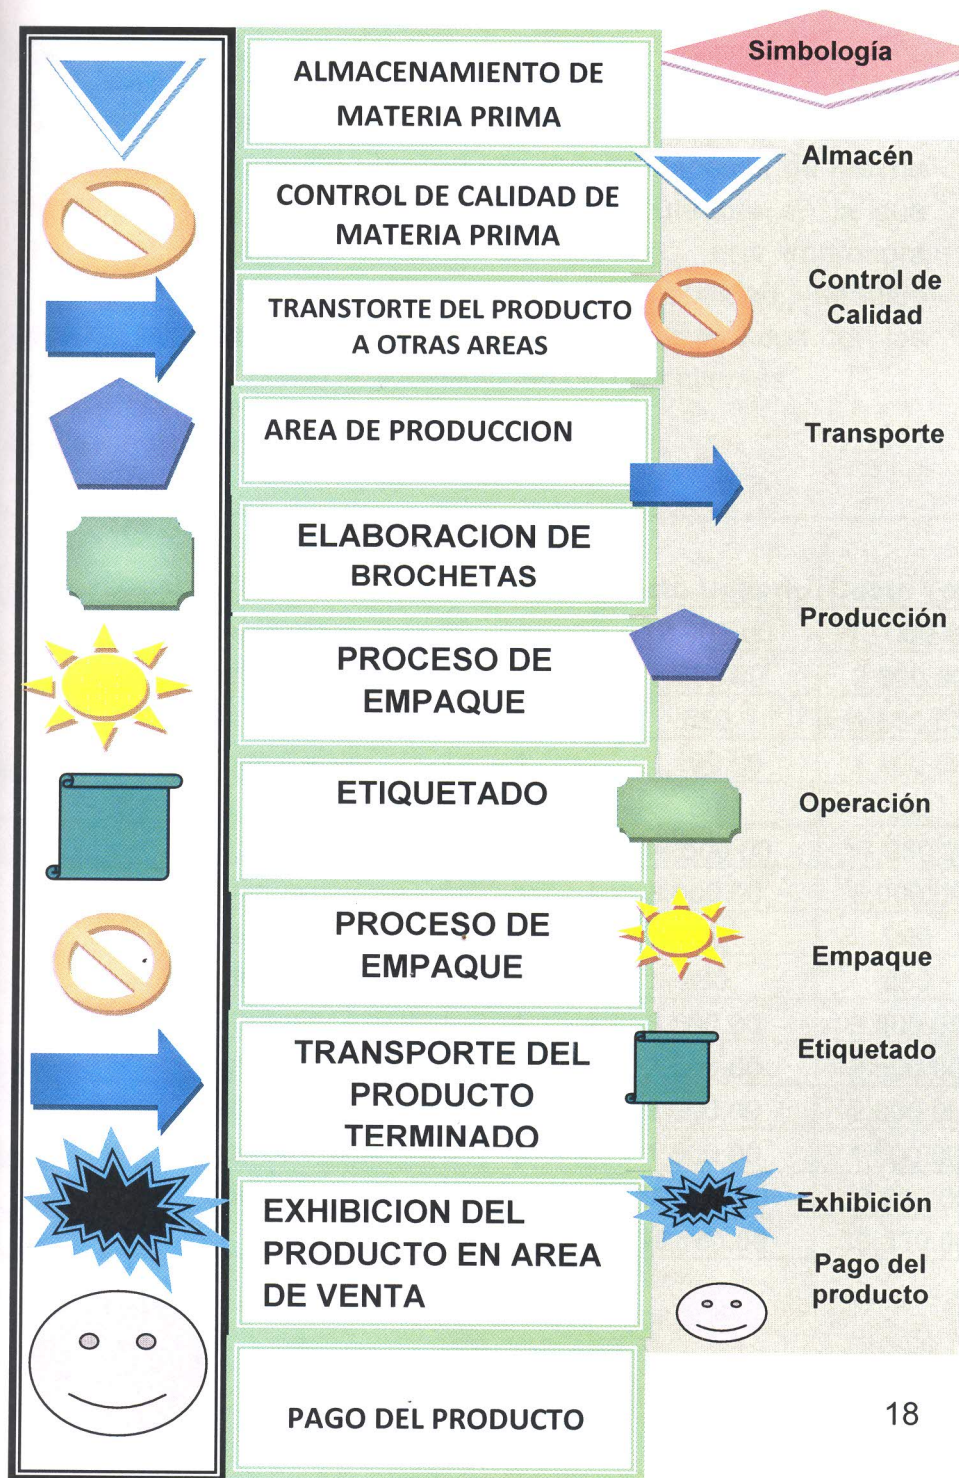 ALMACENAMIENTO DE
MATERIA PRIMA
CONTROL DE CALIDAD DE
MATERIA PRIMA
TRANSTORTE DEL PRODUCTO
A OTRAS AREAS
AREA DE PRODUCCION
ELABORACION DE
BROCHETAS
PROCESO DE
EMPAQUE
ETIQUETADO
PROCESO DE
EMPAQUE
TRANSPORTE DEL
PRODUCTO
TERMINADO
EXHIBICION DEL
PRODUCTO EN AREA
DE VENTA
PAGO DEL PRODUCTO
Simbología
Almacén
Control de
Calidad
Transporte
Producción
Operación
Empaque
Etiquetado
Exhibición
Pago del
producto
18